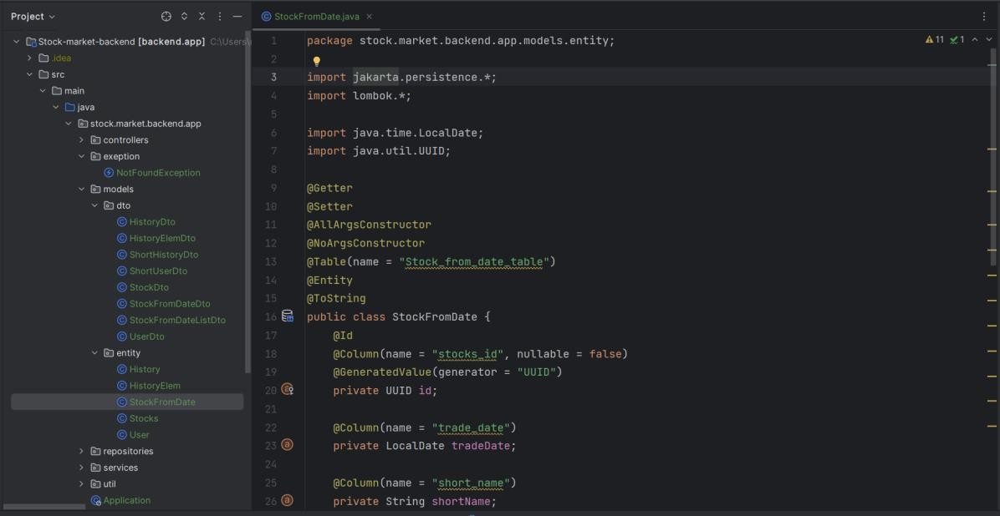 Project
Stock-market-backend [backend.app] C:\Users\
.idea
src
main
java
stock.market.backend.app
controllers
exeption
NotFoundException
models
dto
HistoryDto
HistoryElemDto
ShortHistoryDto
ShortUserDto
StockDto
StockFromDateDto
StockFromDateListDto
UserDto
entity
History
HistoryElem
StockFromDate
Stocks
User
repositories
services
util
Application
StockFromDate.java
11 1
1 package stock.market.backend.app.models.entity;
2
3 import jakarta.persistence.*;
4 import lombok.*;
5
6 import java.time.LocalDate;
7 import java.util.UUID;
8
9 @Getter
10 @Setter
11 @AllArgsConstructor
12 @NoArgsConstructor
13 @Table(name = "Stock_from_date_table")
14 @Entity
15 @ToString
16 public class StockFromDate {
17 @Id
18 @Column(name = "stocks_id", nullable = false)
19 @GeneratedValue(generator = "UUID")
20 private UUID id;
21
22 @Column(name = "trade_date")
23 private LocalDate tradeDate;
24
25 @Column(name = "short_name")
26 private String shortName;